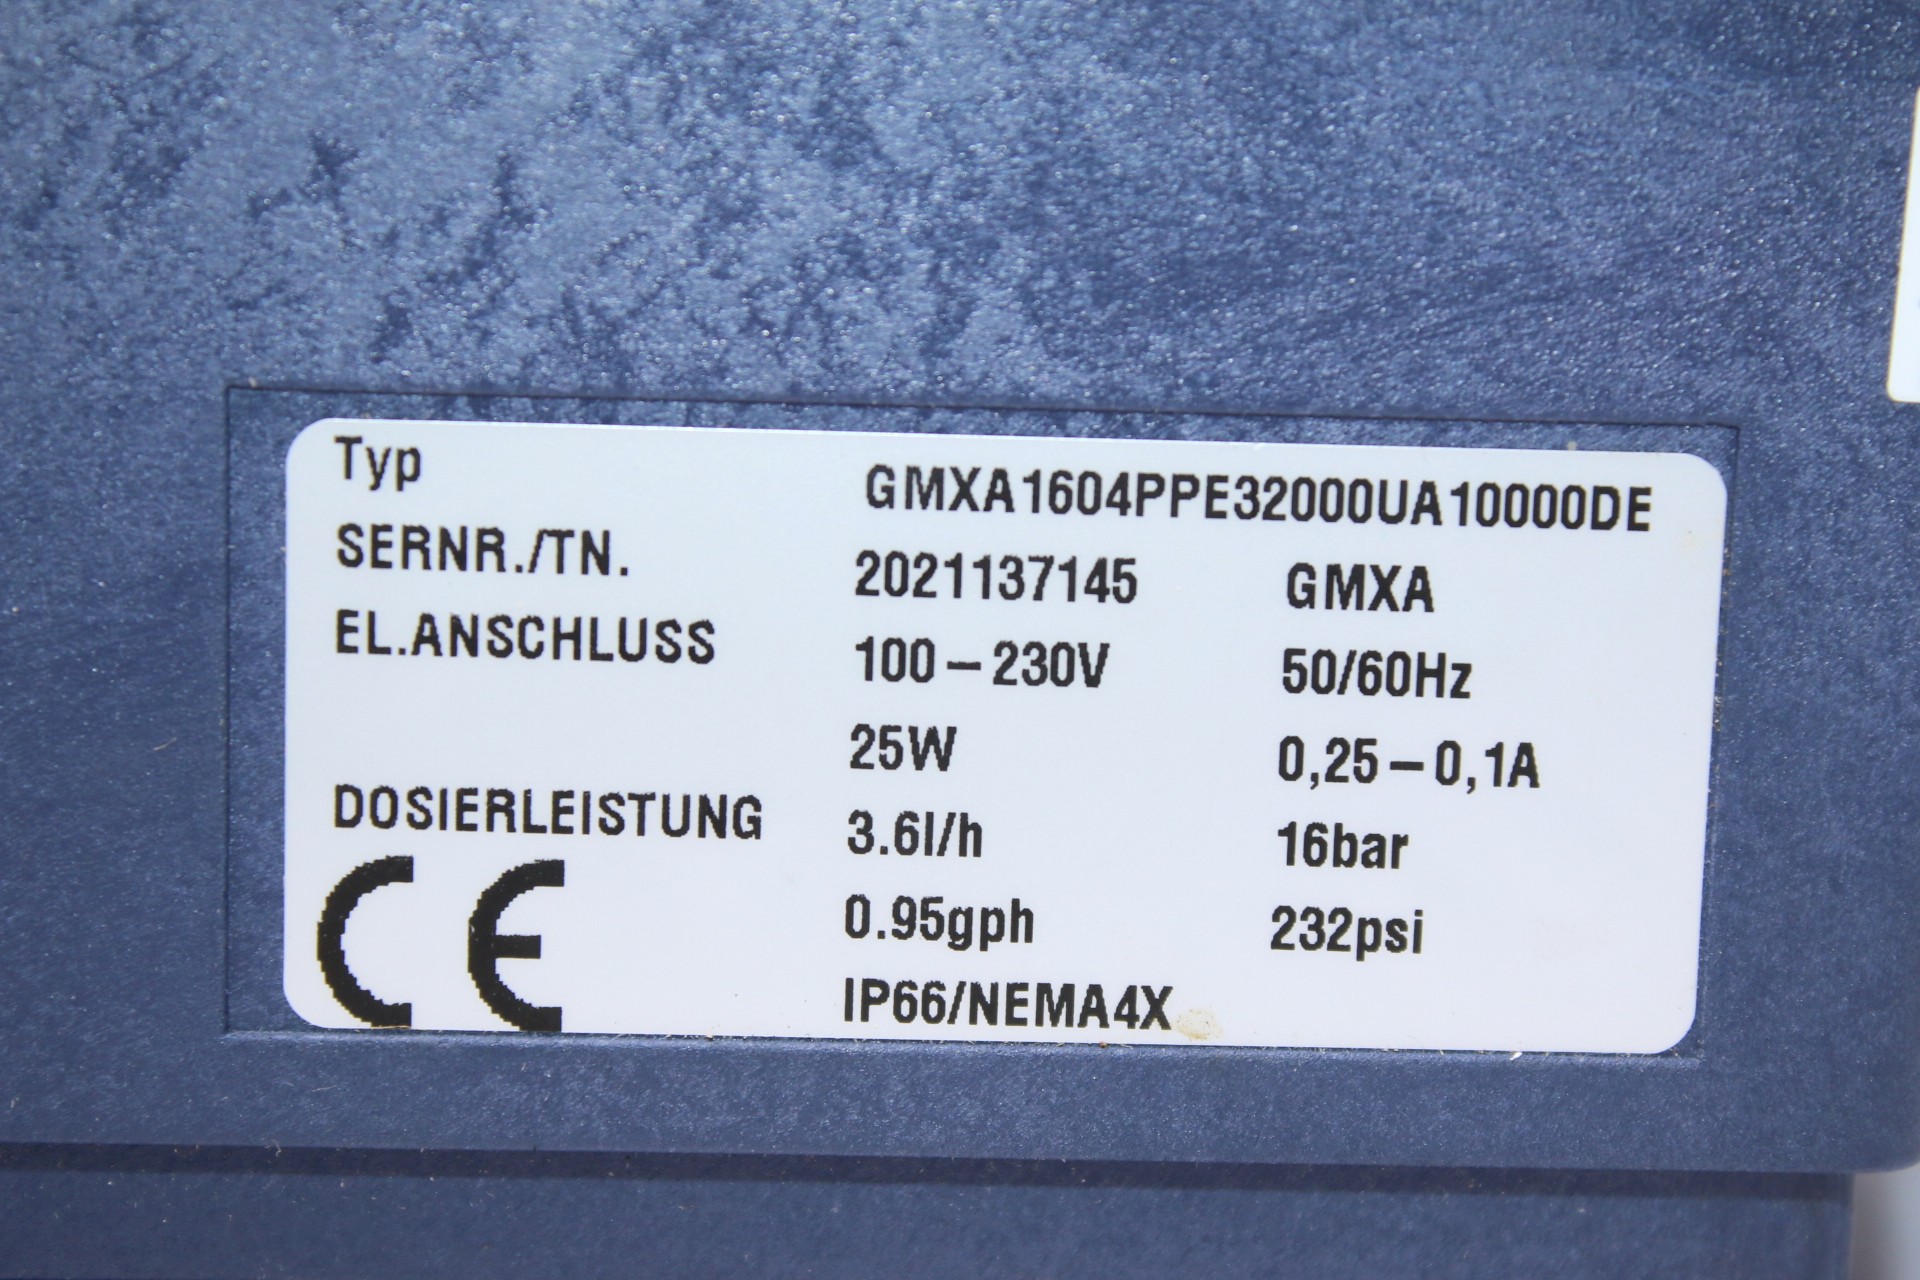 Typ GMXA1604PPE32000UA10000DE
SERNR./TN. 2021137145 GMXA
EL.ANSCHLUSS 100-230V 50/60Hz
25W 0,25-0,1A
DOSIERLEISTUNG 3.6l/h 16bar
0.95gph 232psi
CE IP66/NEMA4X